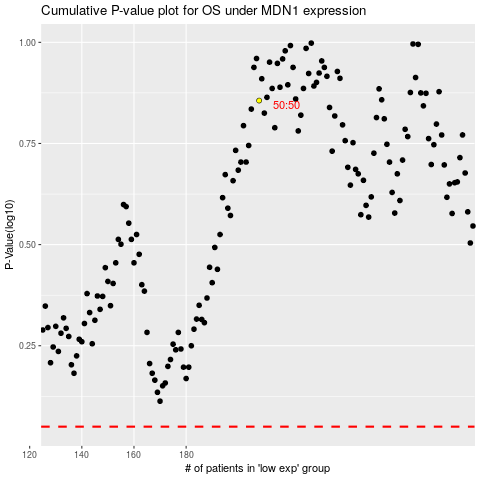 Cumulative P-value plot for OS under MDN1 expression
1.00
0.75
0.50
0.25
P-Value(log10)
50:50
120 140 160 180
# of patients in 'low exp' group